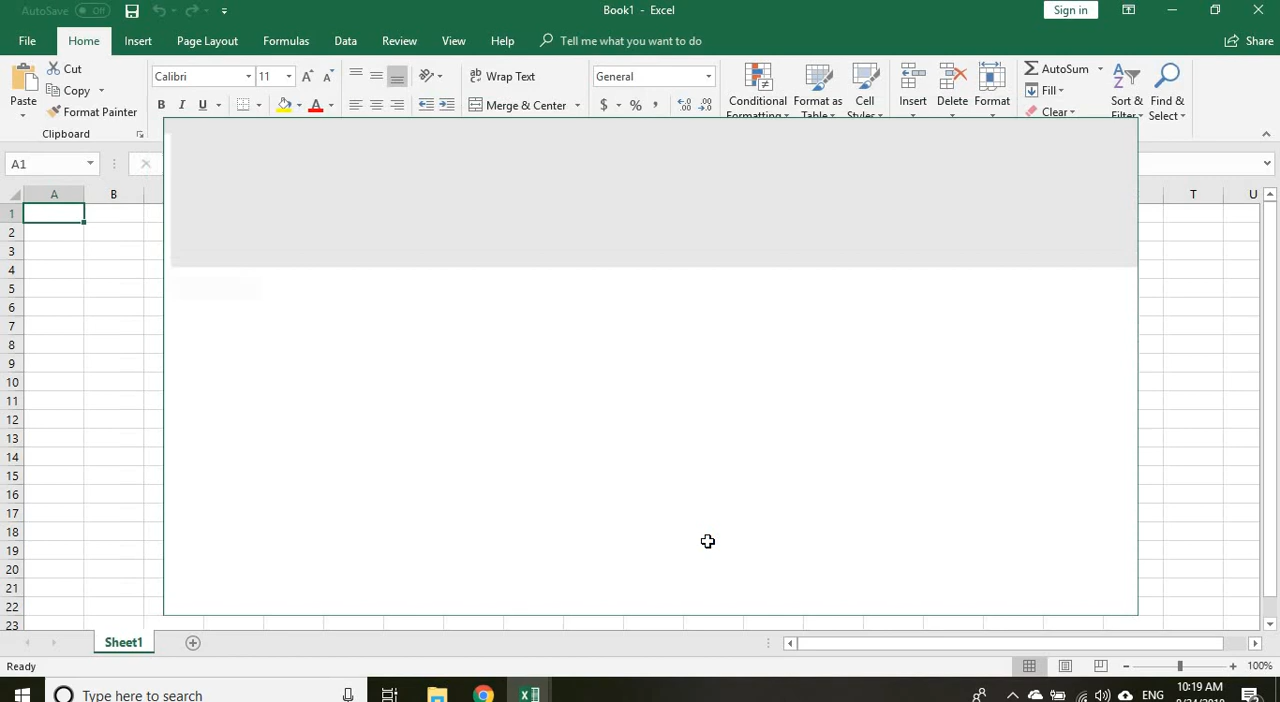 AutoSave Off
Book1 - Excel
Sign in
File Home Insert Page Layout Formulas Data Review View Help Tell me what you want to do Share
Paste
Cut
Copy
Format Painter
Clipboard
Calibri 11
B I U A
Wrap Text
Merge & Center
General
$ % ,
Conditional
Formatting
Format as
Table
Cell
Styles
Insert Delete Format
AutoSum
Fill
Clear
Sort &
Filter
Find &
Select
A1
A B T U
1
2
3
4
5
6
7
8
9
10
11
12
13
14
15
16
17
18
19
20
21
22
23
Sheet1
Ready
100%
Type here to search
ENG
10:19 AM